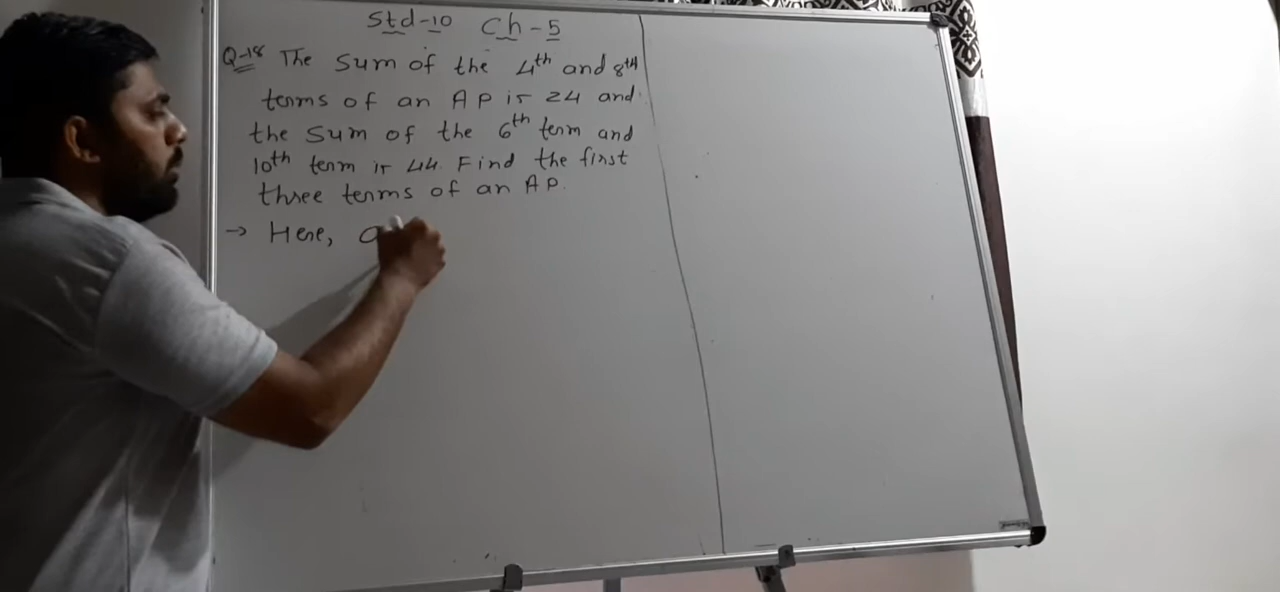 Std-10 Ch-5
Q-18 The sum of the 4th and 8th
terms of an AP is 24 and
the sum of the 6th term and
10th term is 44. Find the first
three terms of an AP.
→ Here, a